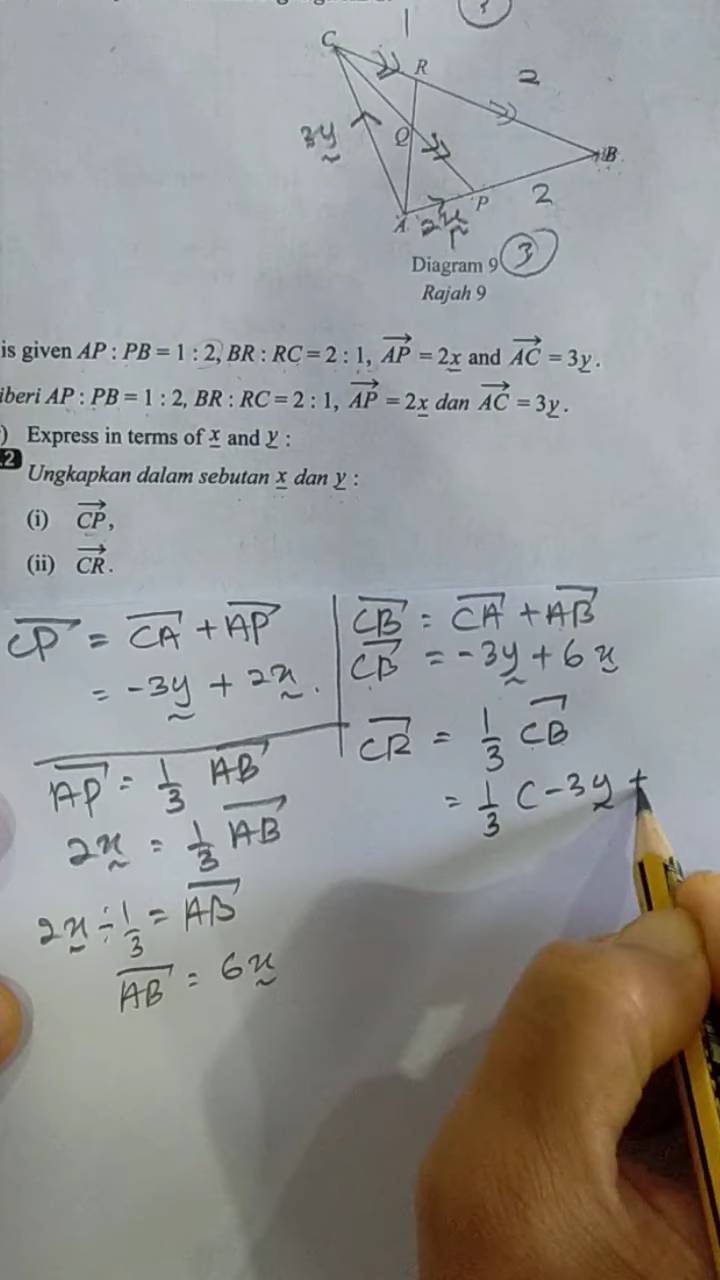 1
C
R
2
3y
Q
B
P
2
A
2x
Diagram 9 3
Rajah 9
is given AP : PB = 1 : 2, BR : RC = 2 : 1, AP = 2x and AC = 3y.
iberi AP : PB = 1 : 2, BR : RC = 2 : 1, AP = 2x dan AC = 3y.
) Express in terms of x and y :
2
Ungkapkan dalam sebutan x dan y :
(i) CP,
(ii) CR.
CP = CA + AP
= -3y + 2x.
AP = 1/3 AB
2x = 1/3 AB
2x ÷ 1/3 = AB
AB = 6x
CB = CA + AB
CB = -3y + 6x
CR = 1/3 CB
= 1/3 (-3y +